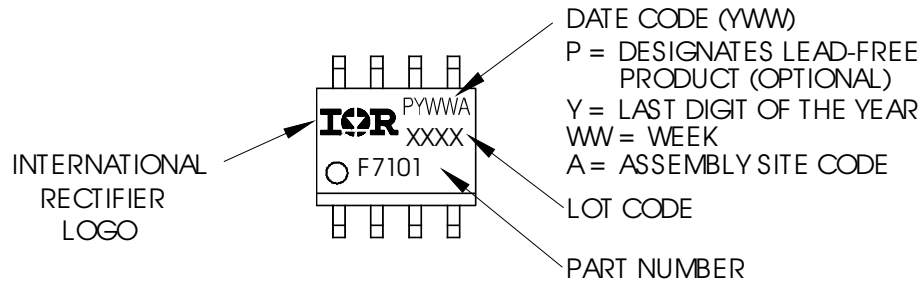 DATE CODE (YWW)
P = DESIGNATES LEAD-FREE
PRODUCT (OPTIONAL)
Y = LAST DIGIT OF THE YEAR
WW = WEEK
A = ASSEMBLY SITE CODE
LOT CODE
PART NUMBER
INTERNATIONAL
RECTIFIER
LOGO
IOR
PYWWA
XXXX
F7101